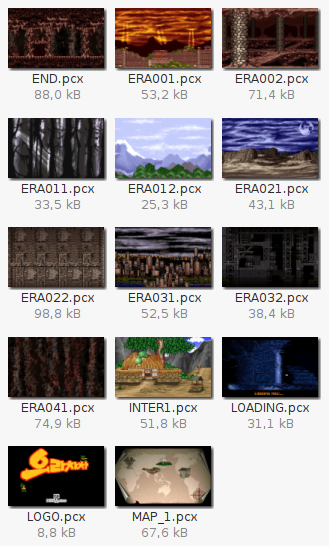 END.pcx ERA001.pcx ERA002.pcx
88,0 kB 53,2 kB 71,4 kB
ERA011.pcx ERA012.pcx ERA021.pcx
33,5 kB 25,3 kB 43,1 kB
ERA022.pcx ERA031.pcx ERA032.pcx
98,8 kB 52,5 kB 38,4 kB
ERA041.pcx INTER1.pcx LOADING.pcx
74,9 kB 51,8 kB 31,1 kB
LOGO.pcx MAP_1.pcx
8,8 kB 67,6 kB